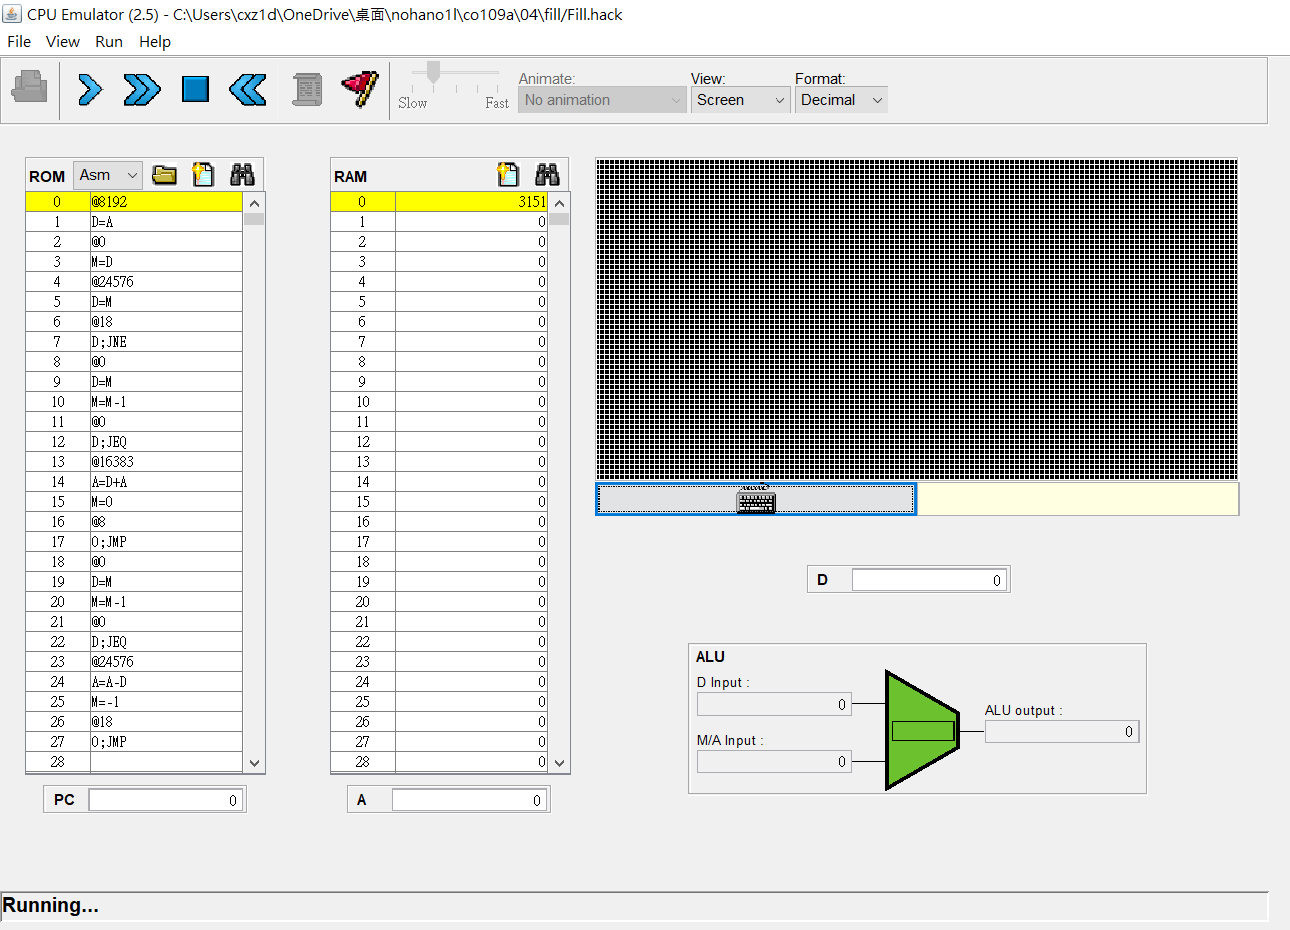 CPU Emulator (2.5) - C:\Users\cxz1d\OneDrive\桌面\nohano1l\co109a\04\fill/Fill.hack
File View Run Help
Slow Fast
Animate: View: Format:
No animation Screen Decimal
ROM Asm
0 @8192
1 D=A
2 @0
3 M=D
4 @24576
5 D=M
6 @18
7 D;JNE
8 @0
9 D=M
10 M=M-1
11 @0
12 D;JEQ
13 @16383
14 A=D+A
15 M=0
16 @8
17 0;JMP
18 @0
19 D=M
20 M=M-1
21 @0
22 D;JEQ
23 @24576
24 A=A-D
25 M=-1
26 @18
27 0;JMP
28
PC 0
RAM
0 3151
1 0
2 0
3 0
4 0
5 0
6 0
7 0
8 0
9 0
10 0
11 0
12 0
13 0
14 0
15 0
16 0
17 0
18 0
19 0
20 0
21 0
22 0
23 0
24 0
25 0
26 0
27 0
28 0
A 0
D 0
ALU
D Input :
0
M/A Input :
0
ALU output :
0
Running...